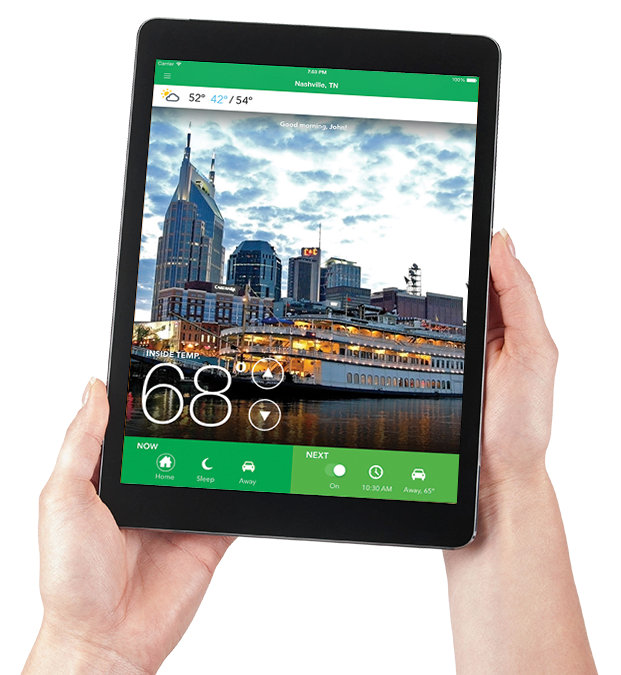 Carrier 7:03 PM 100%
Nashville, TN
52° 42° / 54°
Good morning, John!
INSIDE TEMP.
68°
NOW
Home Sleep Away
NEXT
On 10:30 AM Away, 65°